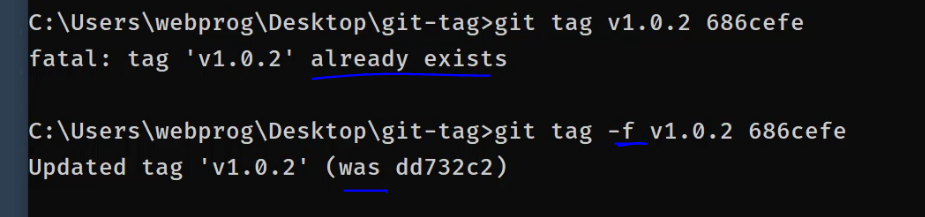 C:\Users\webprog\Desktop\git-tag>git tag v1.0.2 686cefe
fatal: tag 'v1.0.2' already exists
C:\Users\webprog\Desktop\git-tag>git tag -f v1.0.2 686cefe
Updated tag 'v1.0.2' (was dd732c2)